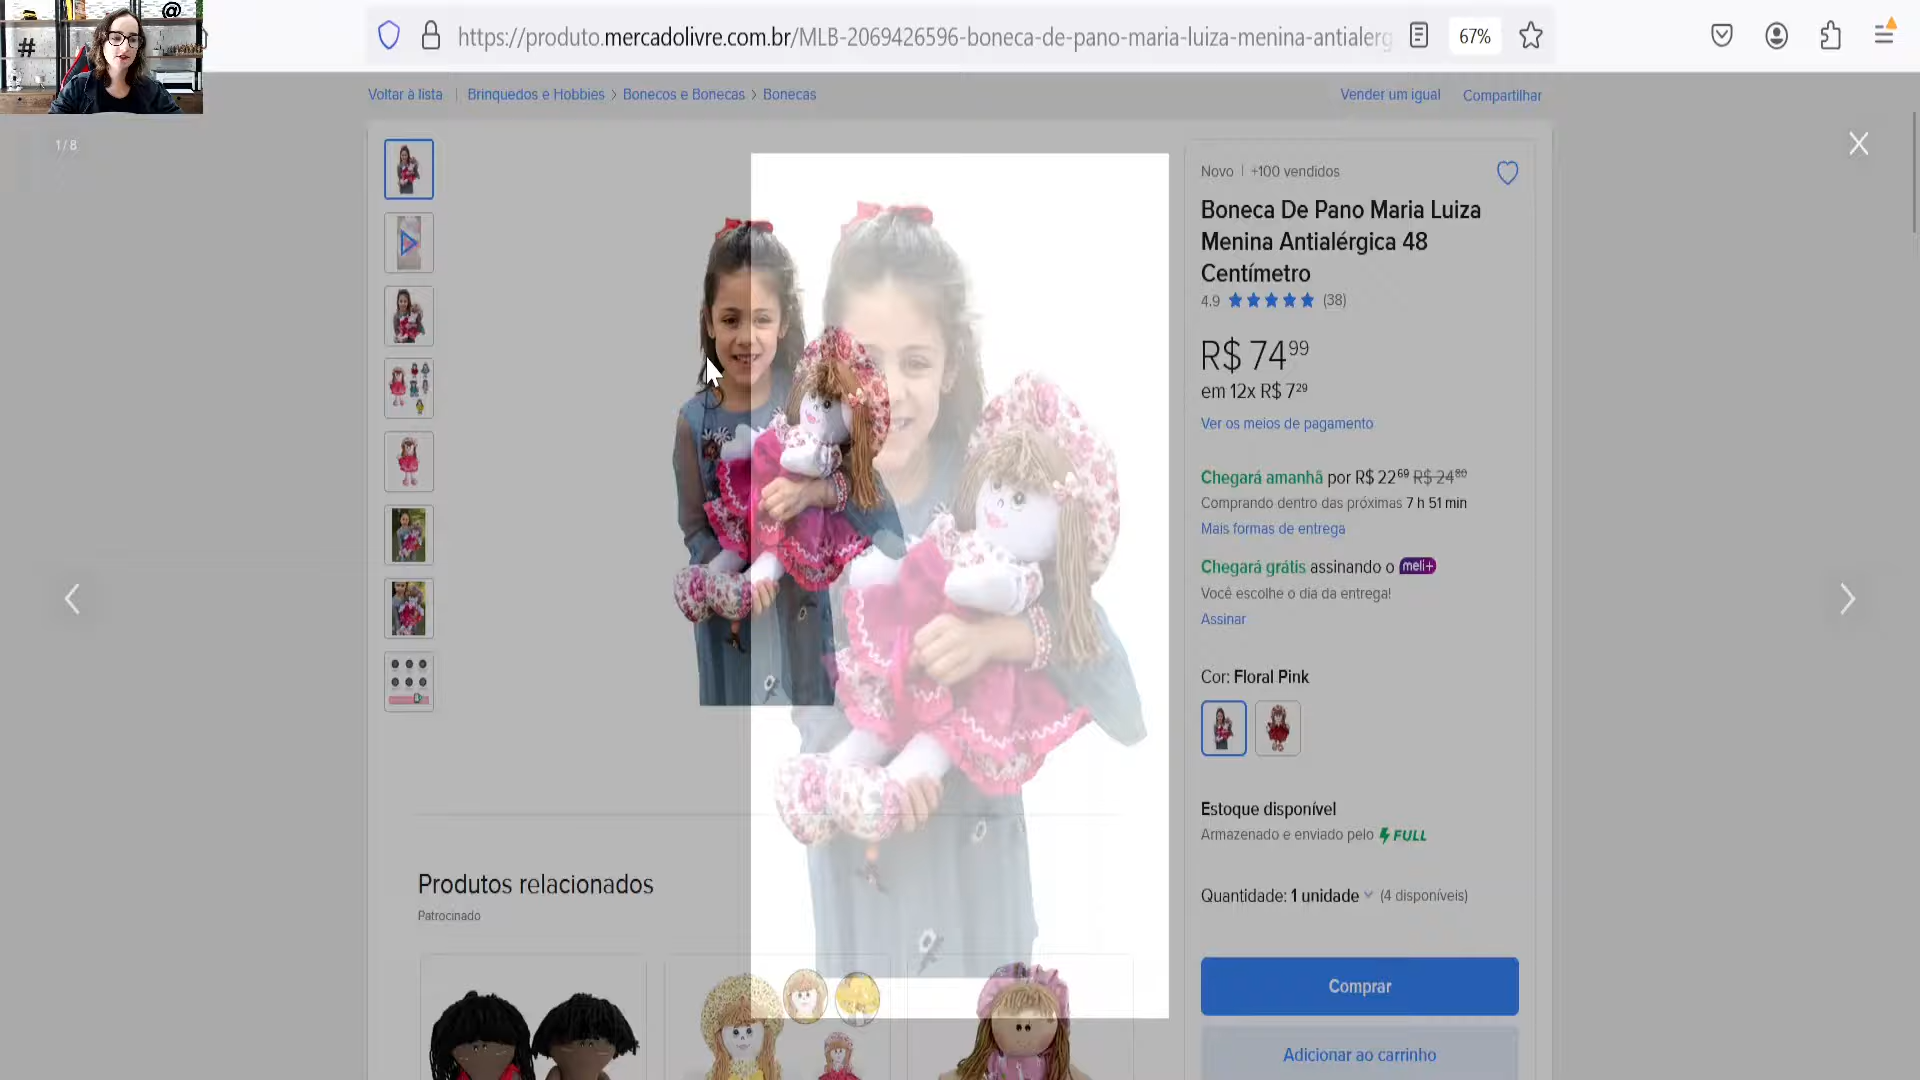 https://produto.mercadolivre.com.br/MLB-2069426596-boneca-de-pano-maria-luiza-menina-antialerg
67%
#
@
Voltar à lista
Brinquedos e Hobbies > Bonecos e Bonecas > Bonecas
Vender um igual
Compartilhar
1 / 8
Novo | +100 vendidos
Boneca De Pano Maria Luiza
Menina Antialérgica 48
Centímetro
4.9 (38)
R$ 74 99
em 12x R$ 7 29
Ver os meios de pagamento
Chegará amanhã por R$ 22 69 R$ 24 80
Comprando dentro das próximas 7 h 51 min
Mais formas de entrega
Chegará grátis assinando o meli+
Você escolhe o dia da entrega!
Assinar
Cor: Floral Pink
Estoque disponível
Armazenado e enviado pelo FULL
Quantidade: 1 unidade (4 disponíveis)
Comprar
Adicionar ao carrinho
Produtos relacionados
Patrocinado